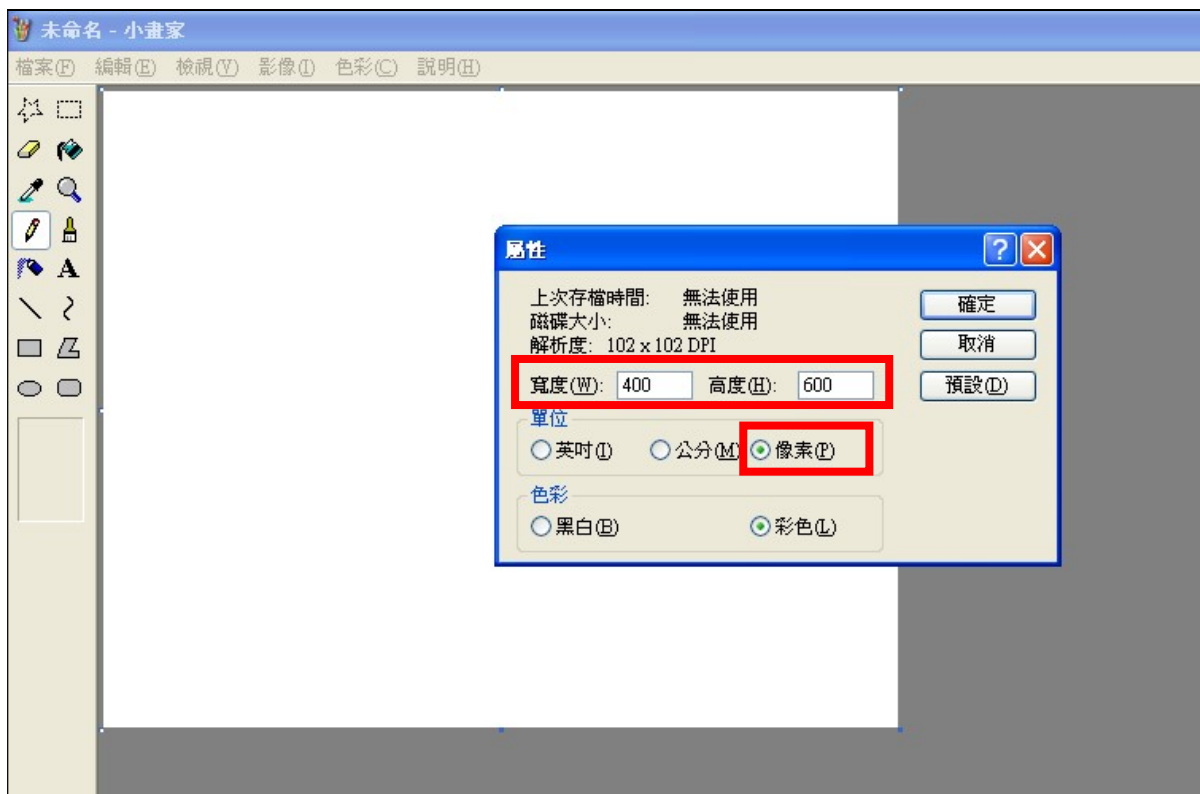 未命名 - 小畫家
檔案(F) 編輯(E) 檢視(V) 影像(I) 色彩(C) 說明(H)
A
屬性
?
上次存檔時間: 無法使用
確定
磁碟大小: 無法使用
解析度: 102 x 102 DPI
取消
寬度(W): 400 高度(H): 600
預設(D)
單位
英吋(I) 公分(M) 像素(P)
色彩
黑白(B) 彩色(L)